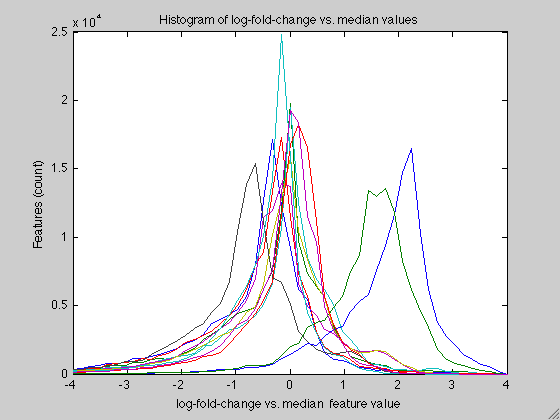 Histogram of log-fold-change vs. median values
x 10⁴
2.5
2
1.5
1
0.5
0
Features (count)
-4 -3 -2 -1 0 1 2 3 4
log-fold-change vs. median feature value